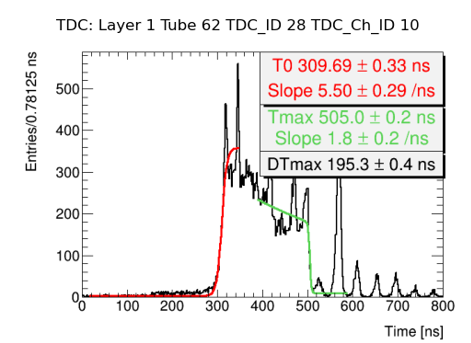 TDC: Layer 1 Tube 62 TDC_ID 28 TDC_Ch_ID 10
Entries/0.78125 ns
T0 309.69 ± 0.33 ns
Slope 5.50 ± 0.29 /ns
Tmax 505.0 ± 0.2 ns
Slope 1.8 ± 0.2 /ns
DTmax 195.3 ± 0.4 ns
500
400
300
200
100
0
0 100 200 300 400 500 600 700 800
Time [ns]